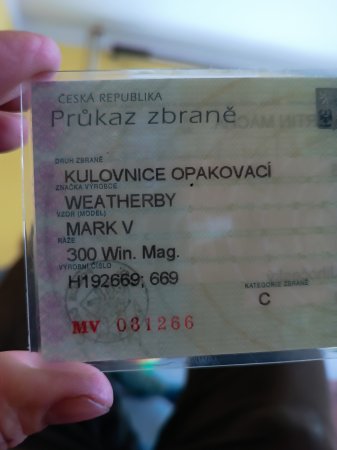 ČESKÁ REPUBLIKA
Průkaz zbraně
DRUH ZBRANĚ
KULOVNICE OPAKOVACÍ
ZNAČKA VÝROBCE
WEATHERBY
VZOR (MODEL)
MARK V
RÁŽE
300 Win. Mag.
VÝROBNÍ ČÍSLO
H192669; 669
KATEGORIE ZBRANĚ
C
MV 031266